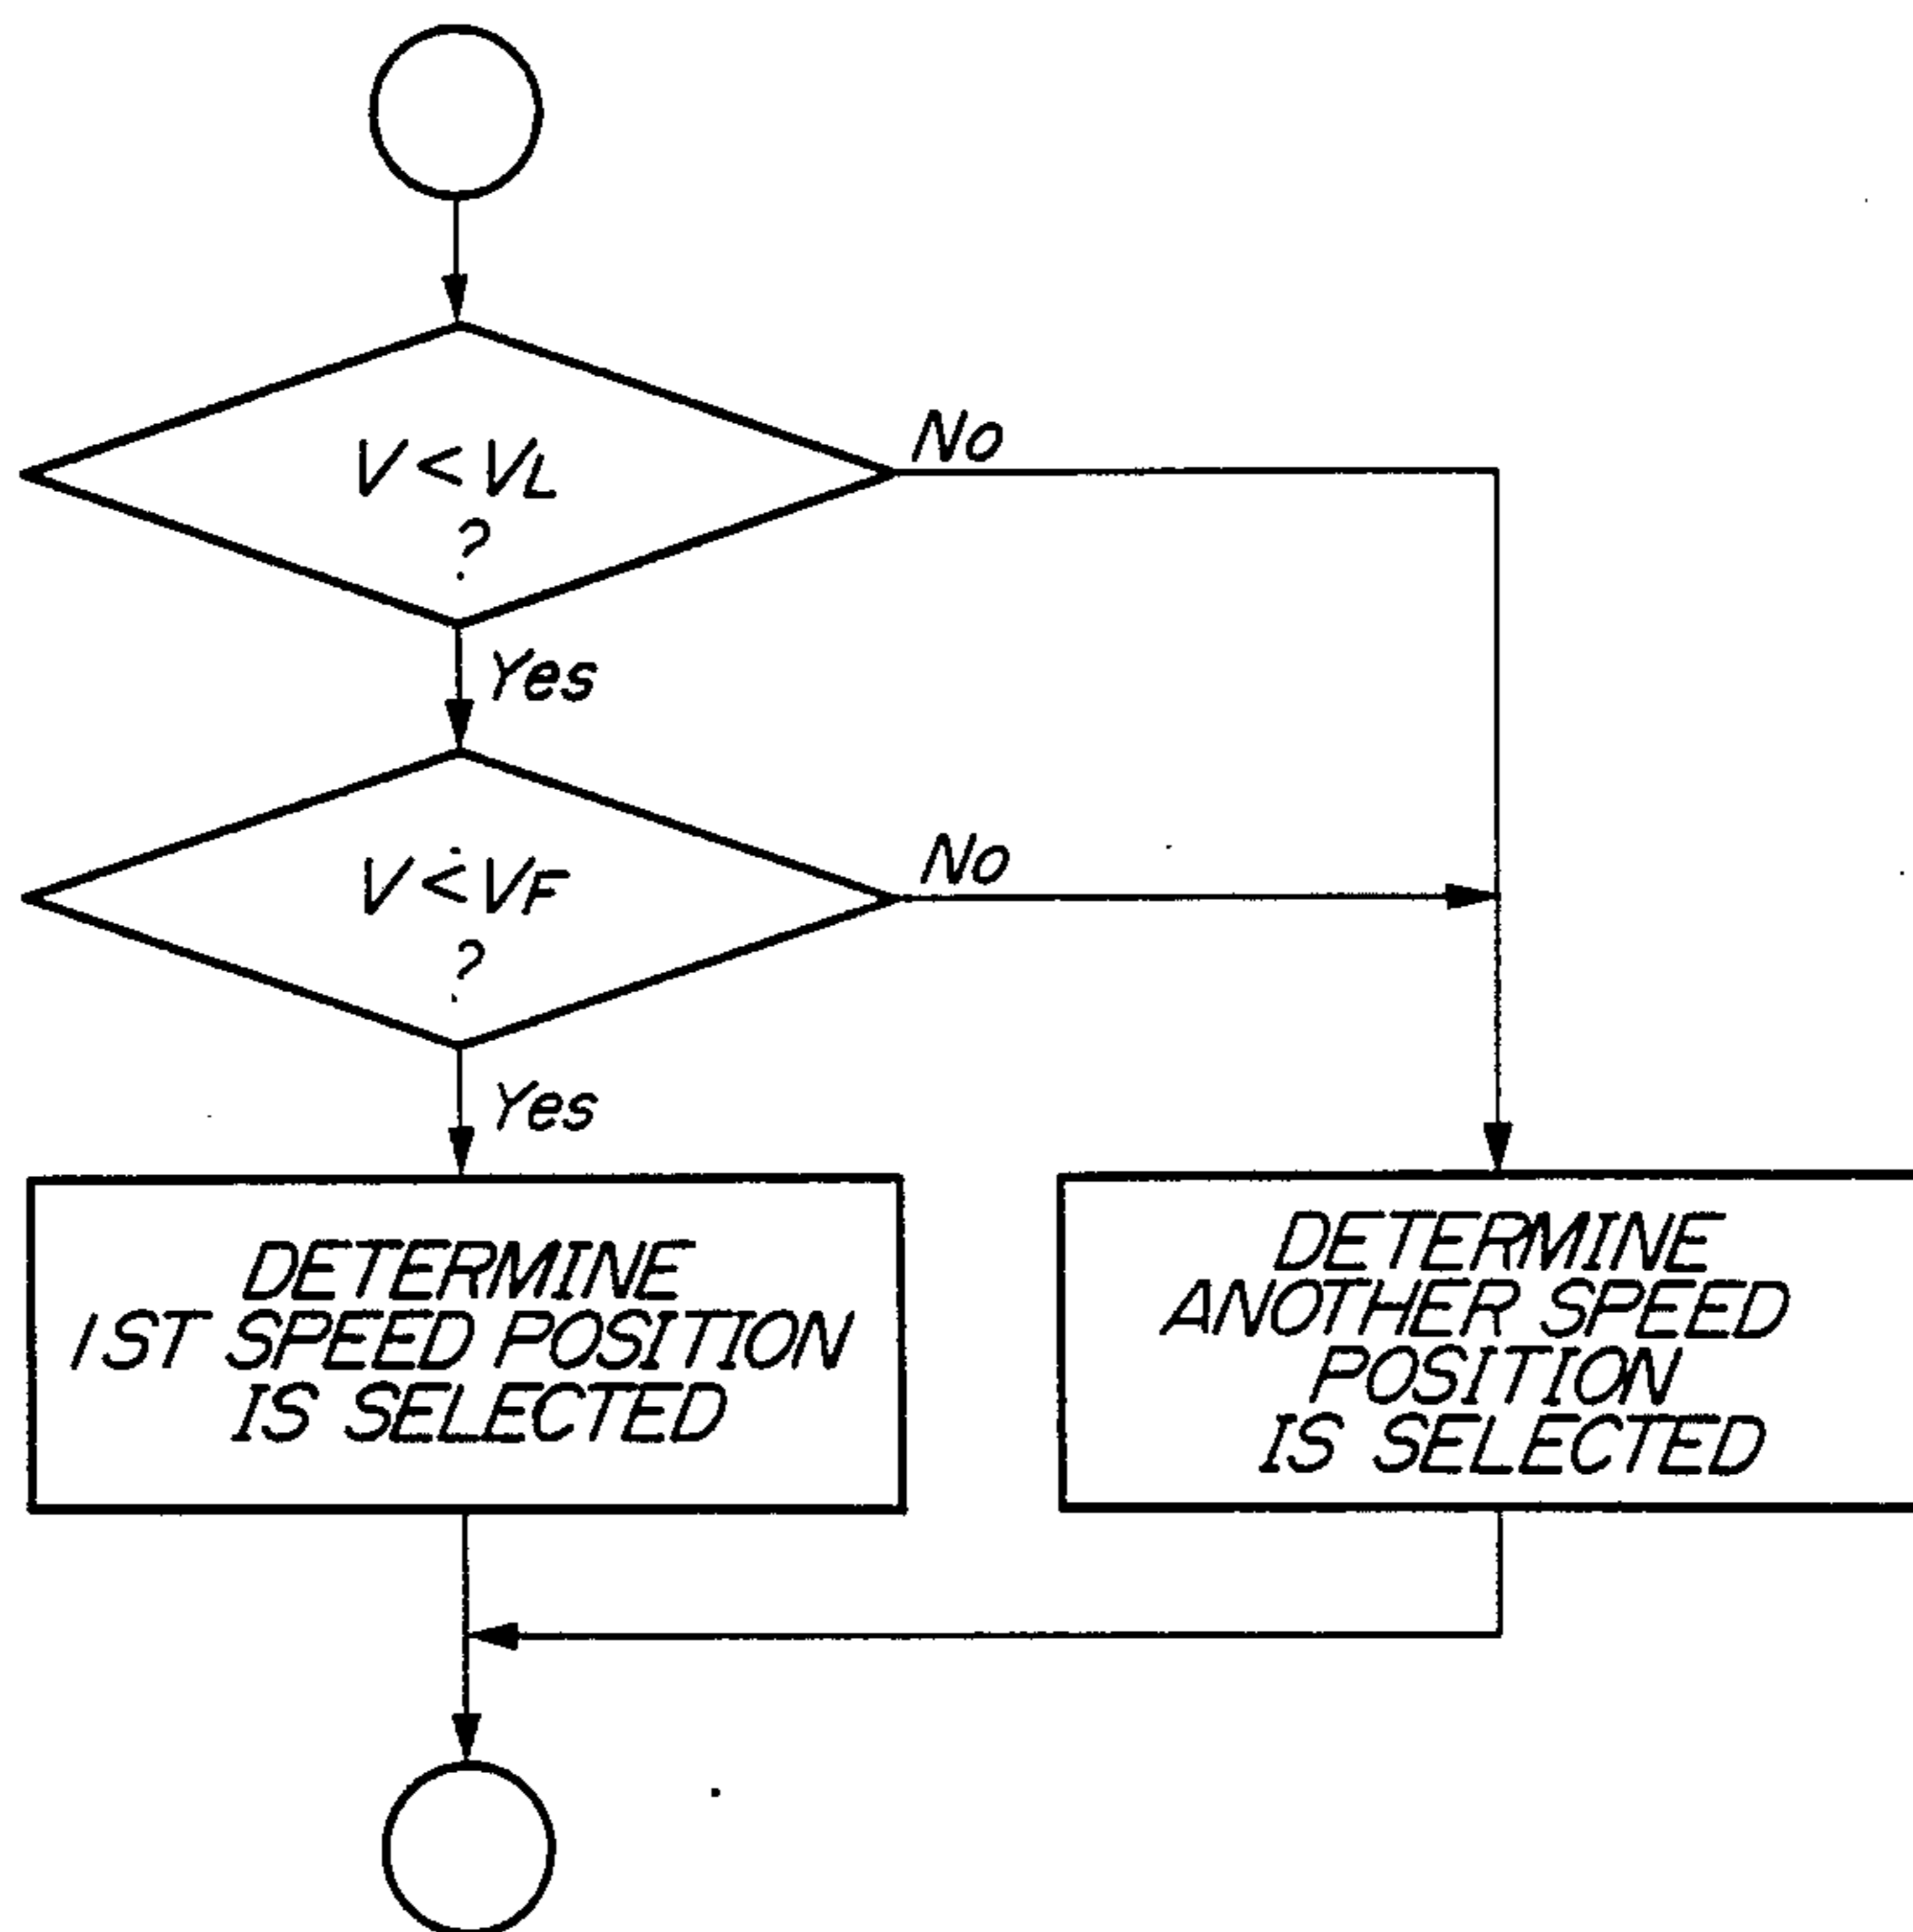 V < VL
?
No
Yes
V < VF
?
No
Yes
DETERMINE
1ST SPEED POSITION
IS SELECTED
DETERMINE
ANOTHER SPEED
POSITION
IS SELECTED